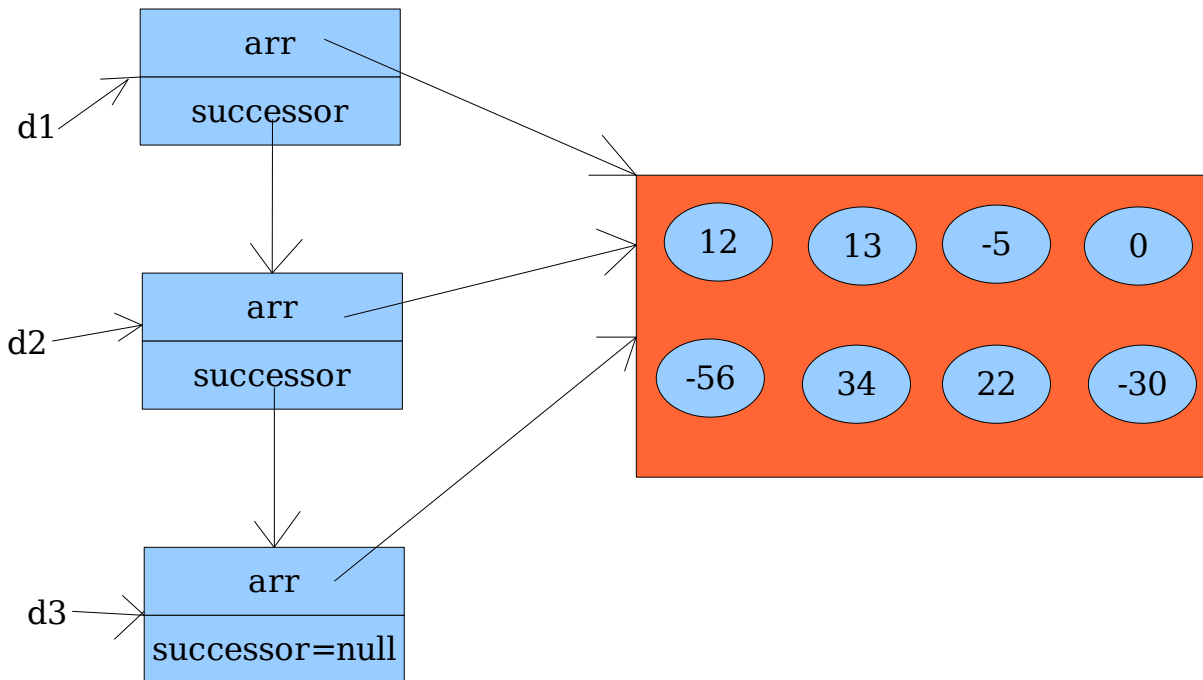 arr
successor
d1
12 13 -5 0
arr
d2
successor
-56 34 22 -30
arr
d3
successor=null